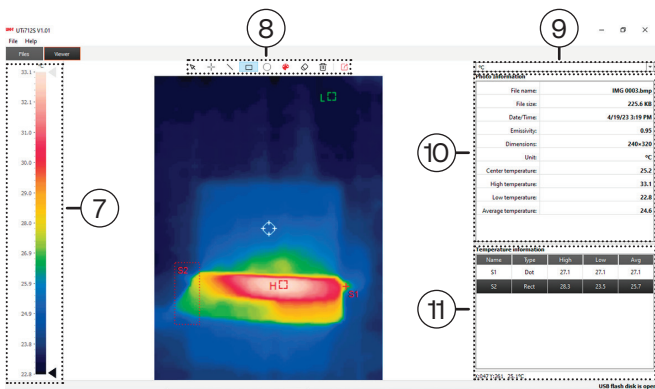 8
9
UTi712S V1.01
File Help
Files Viewer
°C
33.1
32.1
31.0
30.0
29.0
28.0
26.9
25.9
24.9
23.8
22.8
7
L
S2
H
S1
°C
Photo Information
File name: IMG 0003.bmp
File size: 225.6 KB
Date/Time: 4/19/23 3:19 PM
Emissivity: 0.95
Dimensions: 240×320
Unit: °C
Center temperature: 25.2
High temperature: 33.1
Low temperature: 22.8
Average temperature: 24.6
10
Temperature information
Name Type High Low Avg
S1 Dot 27.1 27.1 27.1
S2 Rect 28.3 23.5 25.7
11
USB flash disk is open